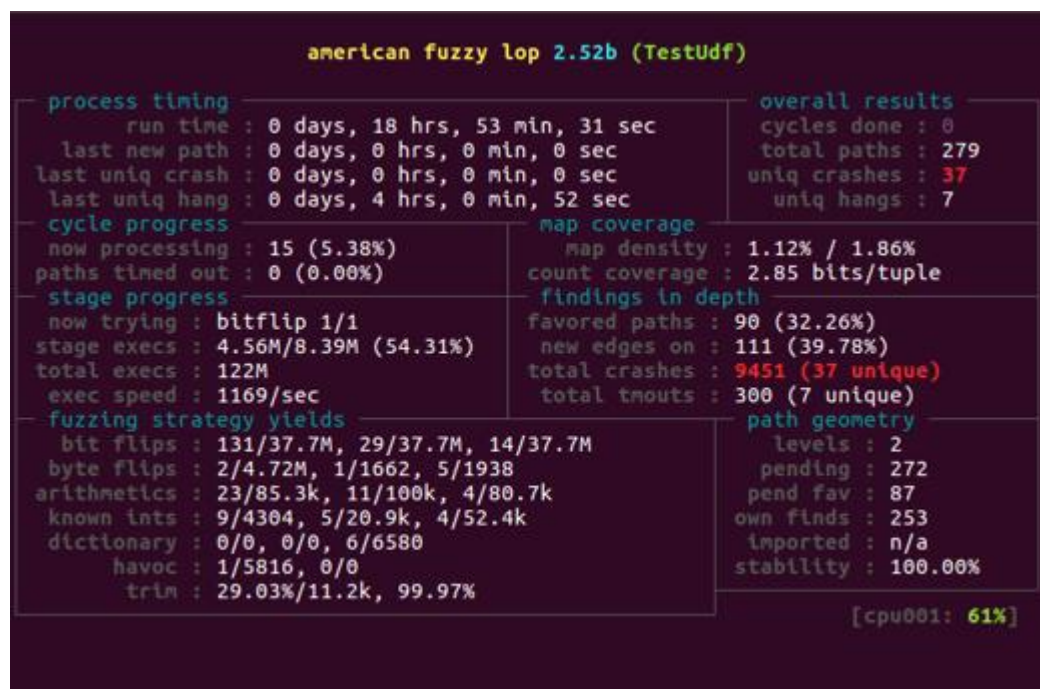 american fuzzy lop 2.52b (TestUdf)
process timing
run time : 0 days, 18 hrs, 53 min, 31 sec
last new path : 0 days, 0 hrs, 0 min, 0 sec
last uniq crash : 0 days, 0 hrs, 0 min, 0 sec
last uniq hang : 0 days, 4 hrs, 0 min, 52 sec
overall results
cycles done : 0
total paths : 279
uniq crashes : 37
uniq hangs : 7
cycle progress
now processing : 15 (5.38%)
paths timed out : 0 (0.00%)
map coverage
map density : 1.12% / 1.86%
count coverage : 2.85 bits/tuple
stage progress
now trying : bitflip 1/1
stage execs : 4.56M/8.39M (54.31%)
total execs : 122M
exec speed : 1169/sec
findings in depth
favored paths : 90 (32.26%)
new edges on : 111 (39.78%)
total crashes : 9451 (37 unique)
total tmouts : 300 (7 unique)
fuzzing strategy yields
bit flips : 131/37.7M, 29/37.7M, 14/37.7M
byte flips : 2/4.72M, 1/1662, 5/1938
arithmetics : 23/85.3k, 11/100k, 4/80.7k
known ints : 9/4304, 5/20.9k, 4/52.4k
dictionary : 0/0, 0/0, 6/6580
havoc : 1/5816, 0/0
trim : 29.03%/11.2k, 99.97%
path geometry
levels : 2
pending : 272
pend fav : 87
own finds : 253
imported : n/a
stability : 100.00%
[cpu001: 61%]